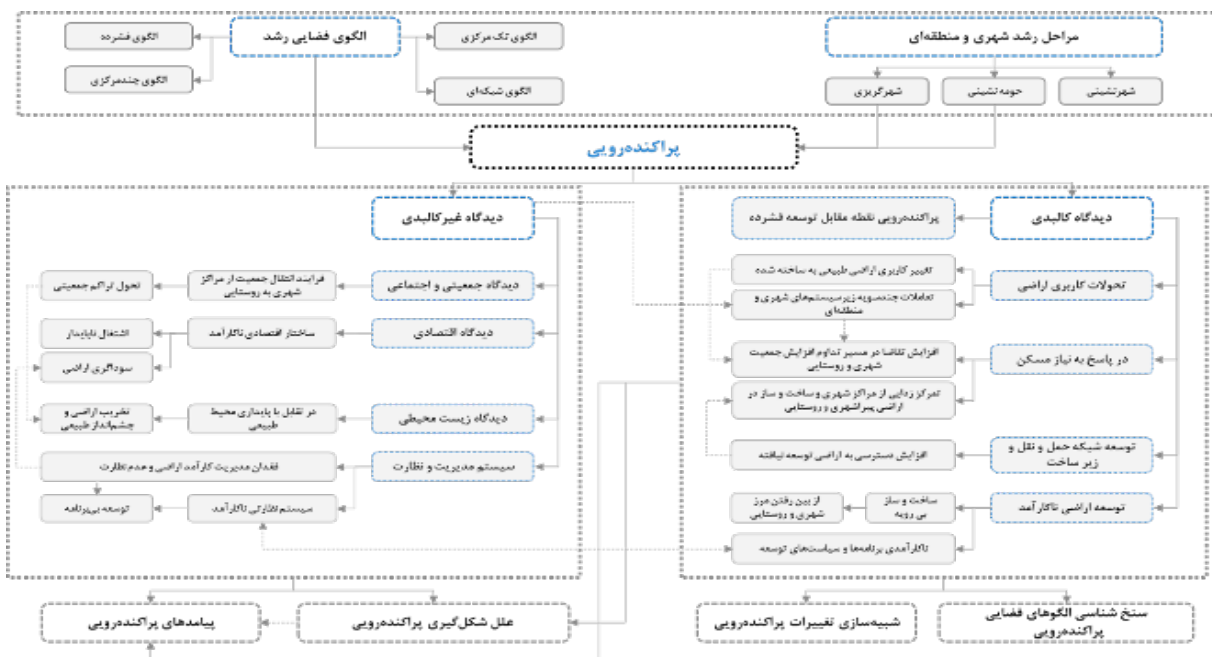 مراحل رشد شهری و منطقه‌ای
شهرنشینی
حومه نشینی
شهرگریزی
الگوی فضایی رشد
الگوی تک مرکزی
الگوی شبکه‌ای
الگوی فشرده
الگوی چندمرکزی
پراکنده‌رویی
دیدگاه کالبدی
پراکنده‌رویی نقطه مقابل توسعه فشرده
تحولات کاربری اراضی
تغییر کاربری اراضی طبیعی به ساخته شده
تعاملات چندسویه زیرسیستم‌های شهری و
منطقه‌ای
در پاسخ به نیاز مسکن
افزایش تقاضا در مسیر تداوم افزایش جمعیت
شهری و روستایی
تمرکز زدایی از مراکز شهری و ساخت و ساز در
اراضی پیراشهری و روستایی
توسعه شبکه حمل و نقل و
زیر ساخت
افزایش دسترسی به اراضی توسعه نیافته
توسعه اراضی ناکارآمد
ساخت و ساز
بی رویه
از بین رفتن مرز
شهری و روستایی
ناکارآمدی برنامه‌ها و سیاست‌های توسعه
دیدگاه غیرکالبدی
دیدگاه جمعیتی و اجتماعی
فرایند انتقال جمعیت از مراکز
شهری به روستایی
تحول تراکم جمعیتی
دیدگاه اقتصادی
ساختار اقتصادی ناکارآمد
اشتغال ناپایدار
سوداگری اراضی
دیدگاه زیست محیطی
در تقابل با پایداری محیط
طبیعی
تخریب اراضی و
چشم‌انداز طبیعی
سیستم مدیریت و نظارت
فقدان مدیریت کارآمد اراضی و عدم نظارت
سیستم نظارتی ناکارآمد
توسعه بی‌برنامه
سنخ شناسی الگوهای فضایی
پراکنده‌رویی
شبیه‌سازی تغییرات پراکنده‌رویی
علل شکل‌گیری پراکنده‌رویی
پیامدهای پراکنده‌رویی